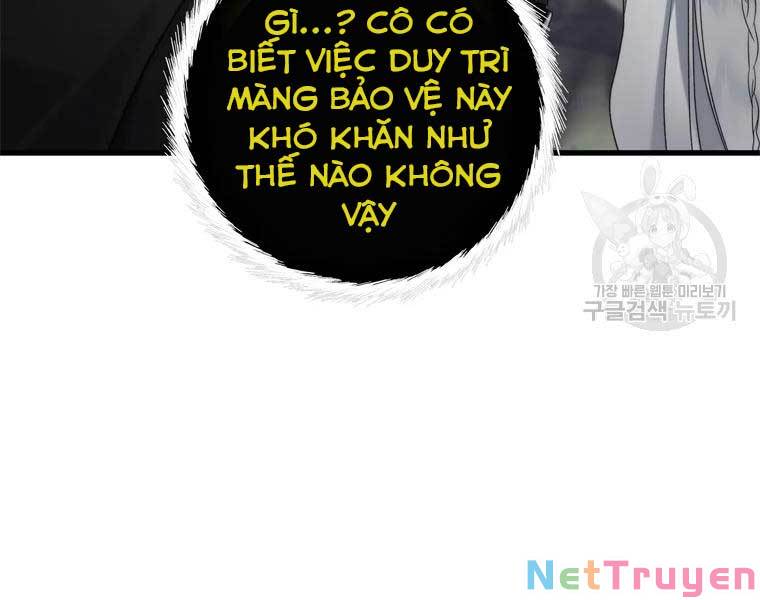 GÌ...? CÔ CÓ
BIẾT VIỆC DUY TRÌ
MÀNG BẢO VỆ NÀY
KHÓ KHĂN NHƯ
THẾ NÀO KHÔNG
VẬY
가장 빠른 웹툰 미리보기
구글검색 뉴토끼
NetTruyen